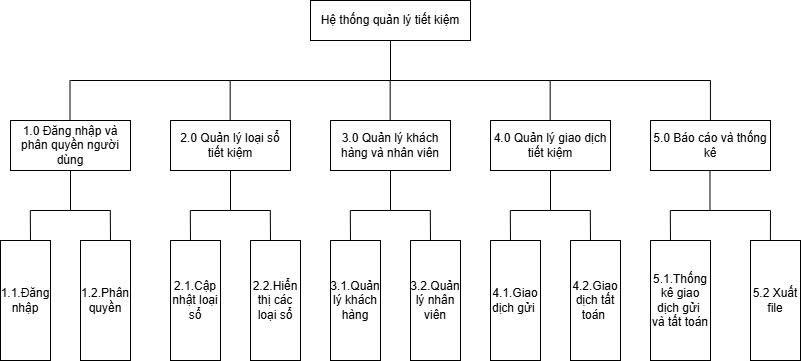 Hệ thống quản lý tiết kiệm
1.0 Đăng nhập và
phân quyền người
dùng
2.0 Quản lý loại sổ
tiết kiệm
3.0 Quản lý khách
hàng và nhân viên
4.0 Quản lý giao dịch
tiết kiệm
5.0 Báo cáo và thống
kê
1.1.Đăng
nhập
1.2.Phân
quyền
2.1.Cập
nhật loại
sổ
2.2.Hiển
thị các
loại sổ
3.1.Quản
lý khách
hàng
3.2.Quản
lý nhân
viên
4.1.Giao
dịch gửi
4.2.Giao
dịch tất
toán
5.1.Thống
kê giao
dịch gửi
và tất toán
5.2 Xuất
file